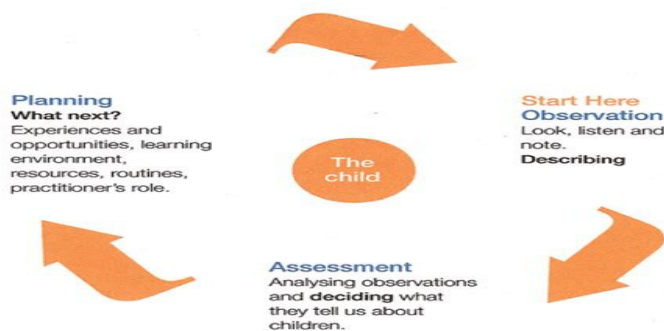 Planning
What next?
Experiences and
opportunities, learning
environment,
resources, routines,
practitioner's role.
The
child
Start Here
Observation
Look, listen and
note.
Describing
Assessment
Analysing observations
and deciding what
they tell us about
children.